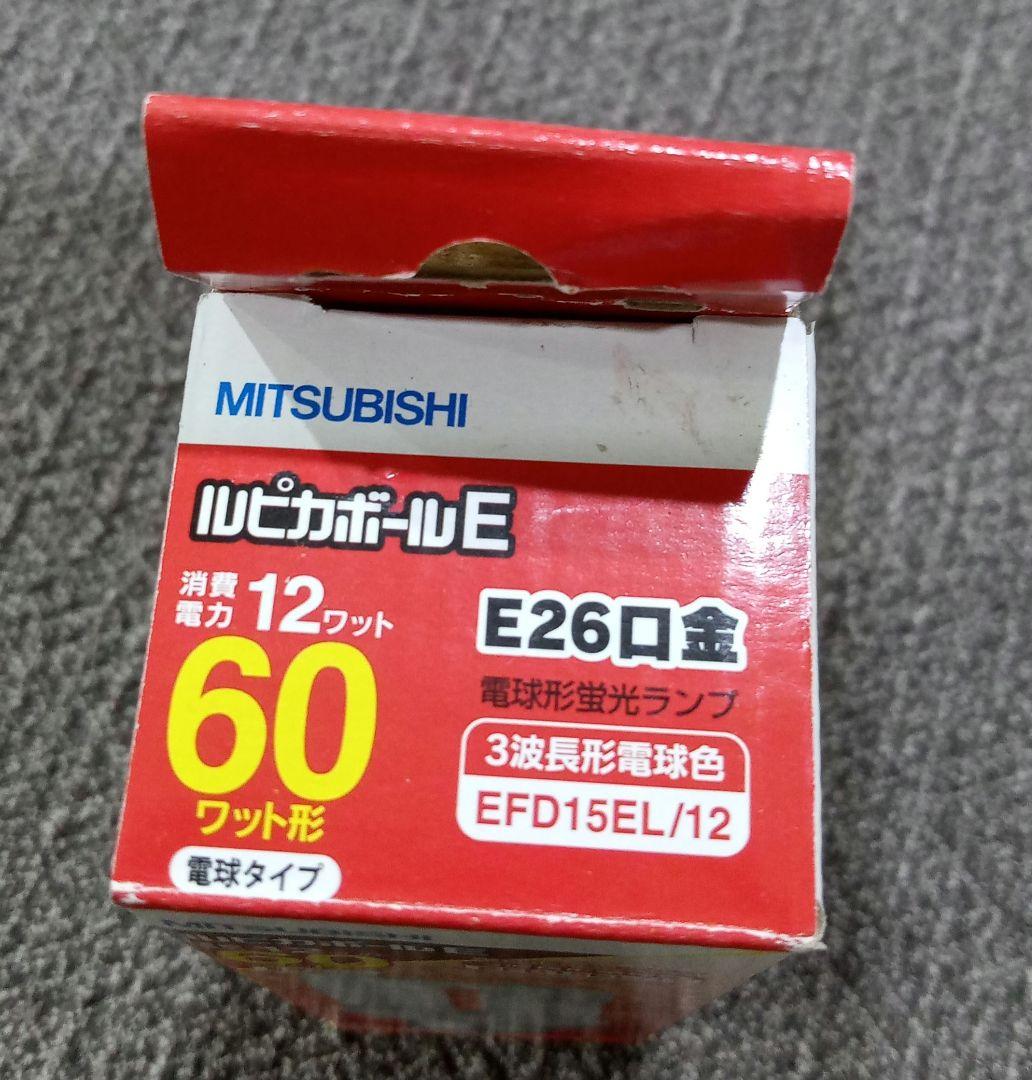 MITSUBISHI
ルピカボールE
消費電力 12ワット
60
ワット形
電球タイプ
E26口金
電球形蛍光ランプ
3波長形電球色
EFD15EL/12
MITSUBISHI
60